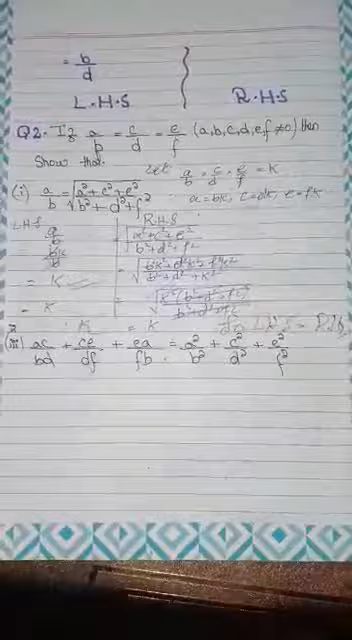 = b/d
L.H.S R.H.S
Q2. If a/b = c/d = e/f (a,b,c,d,e,f ≠ 0) then
Show that
Let a/b = c/d = e/f = K
(i) a/b = √(a²+c²+e²)/√(b²+d²+f²) a = bk, c = dk, e = fk
L.H.S R.H.S
a/b = √(a²+c²+e²)/(b²+d²+f²)
bk/b
= K
= K
K = K So L.H.S = R.H.S
(ii) ac/bd + ce/df + ea/fb = a²/b² + c²/d² + e²/f²